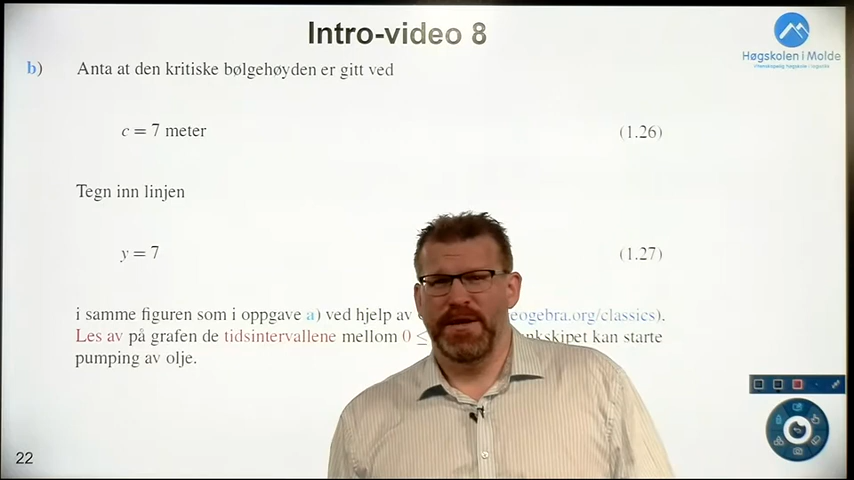 Intro-video 8
Høgskolen i Molde
b) Anta at den kritiske bølgehøyden er gitt ved
c = 7 meter (1.26)
Tegn inn linjen
y = 7 (1.27)
i samme figuren som i oppgave a) ved hjelp av eogebra.org/classics).
Les av på grafen de tidsintervallene mellom 0 ≤ nkskipet kan starte
pumping av olje.
22